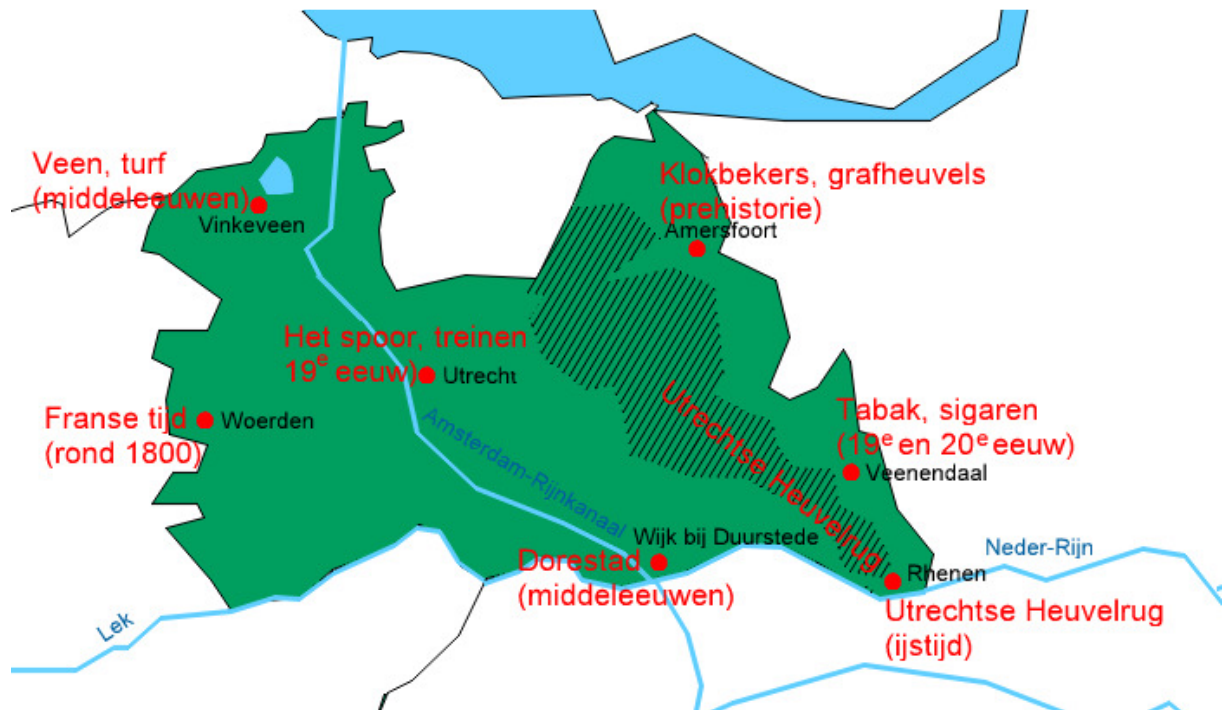 Veen, turf
(middeleeuwen)
Vinkeveen
Klokbekers, grafheuvels
(prehistorie)
Amersfoort
Het spoor, treinen
19e eeuw)
Utrecht
Franse tijd
(rond 1800)
Woerden
Amsterdam-Rijnkanaal
Utrechtse Heuvelrug
Tabak, sigaren
(19e en 20e eeuw)
Veenendaal
Wijk bij Duurstede
Dorestad
(middeleeuwen)
Neder-Rijn
Rhenen
Utrechtse Heuvelrug
(ijstijd)
Lek